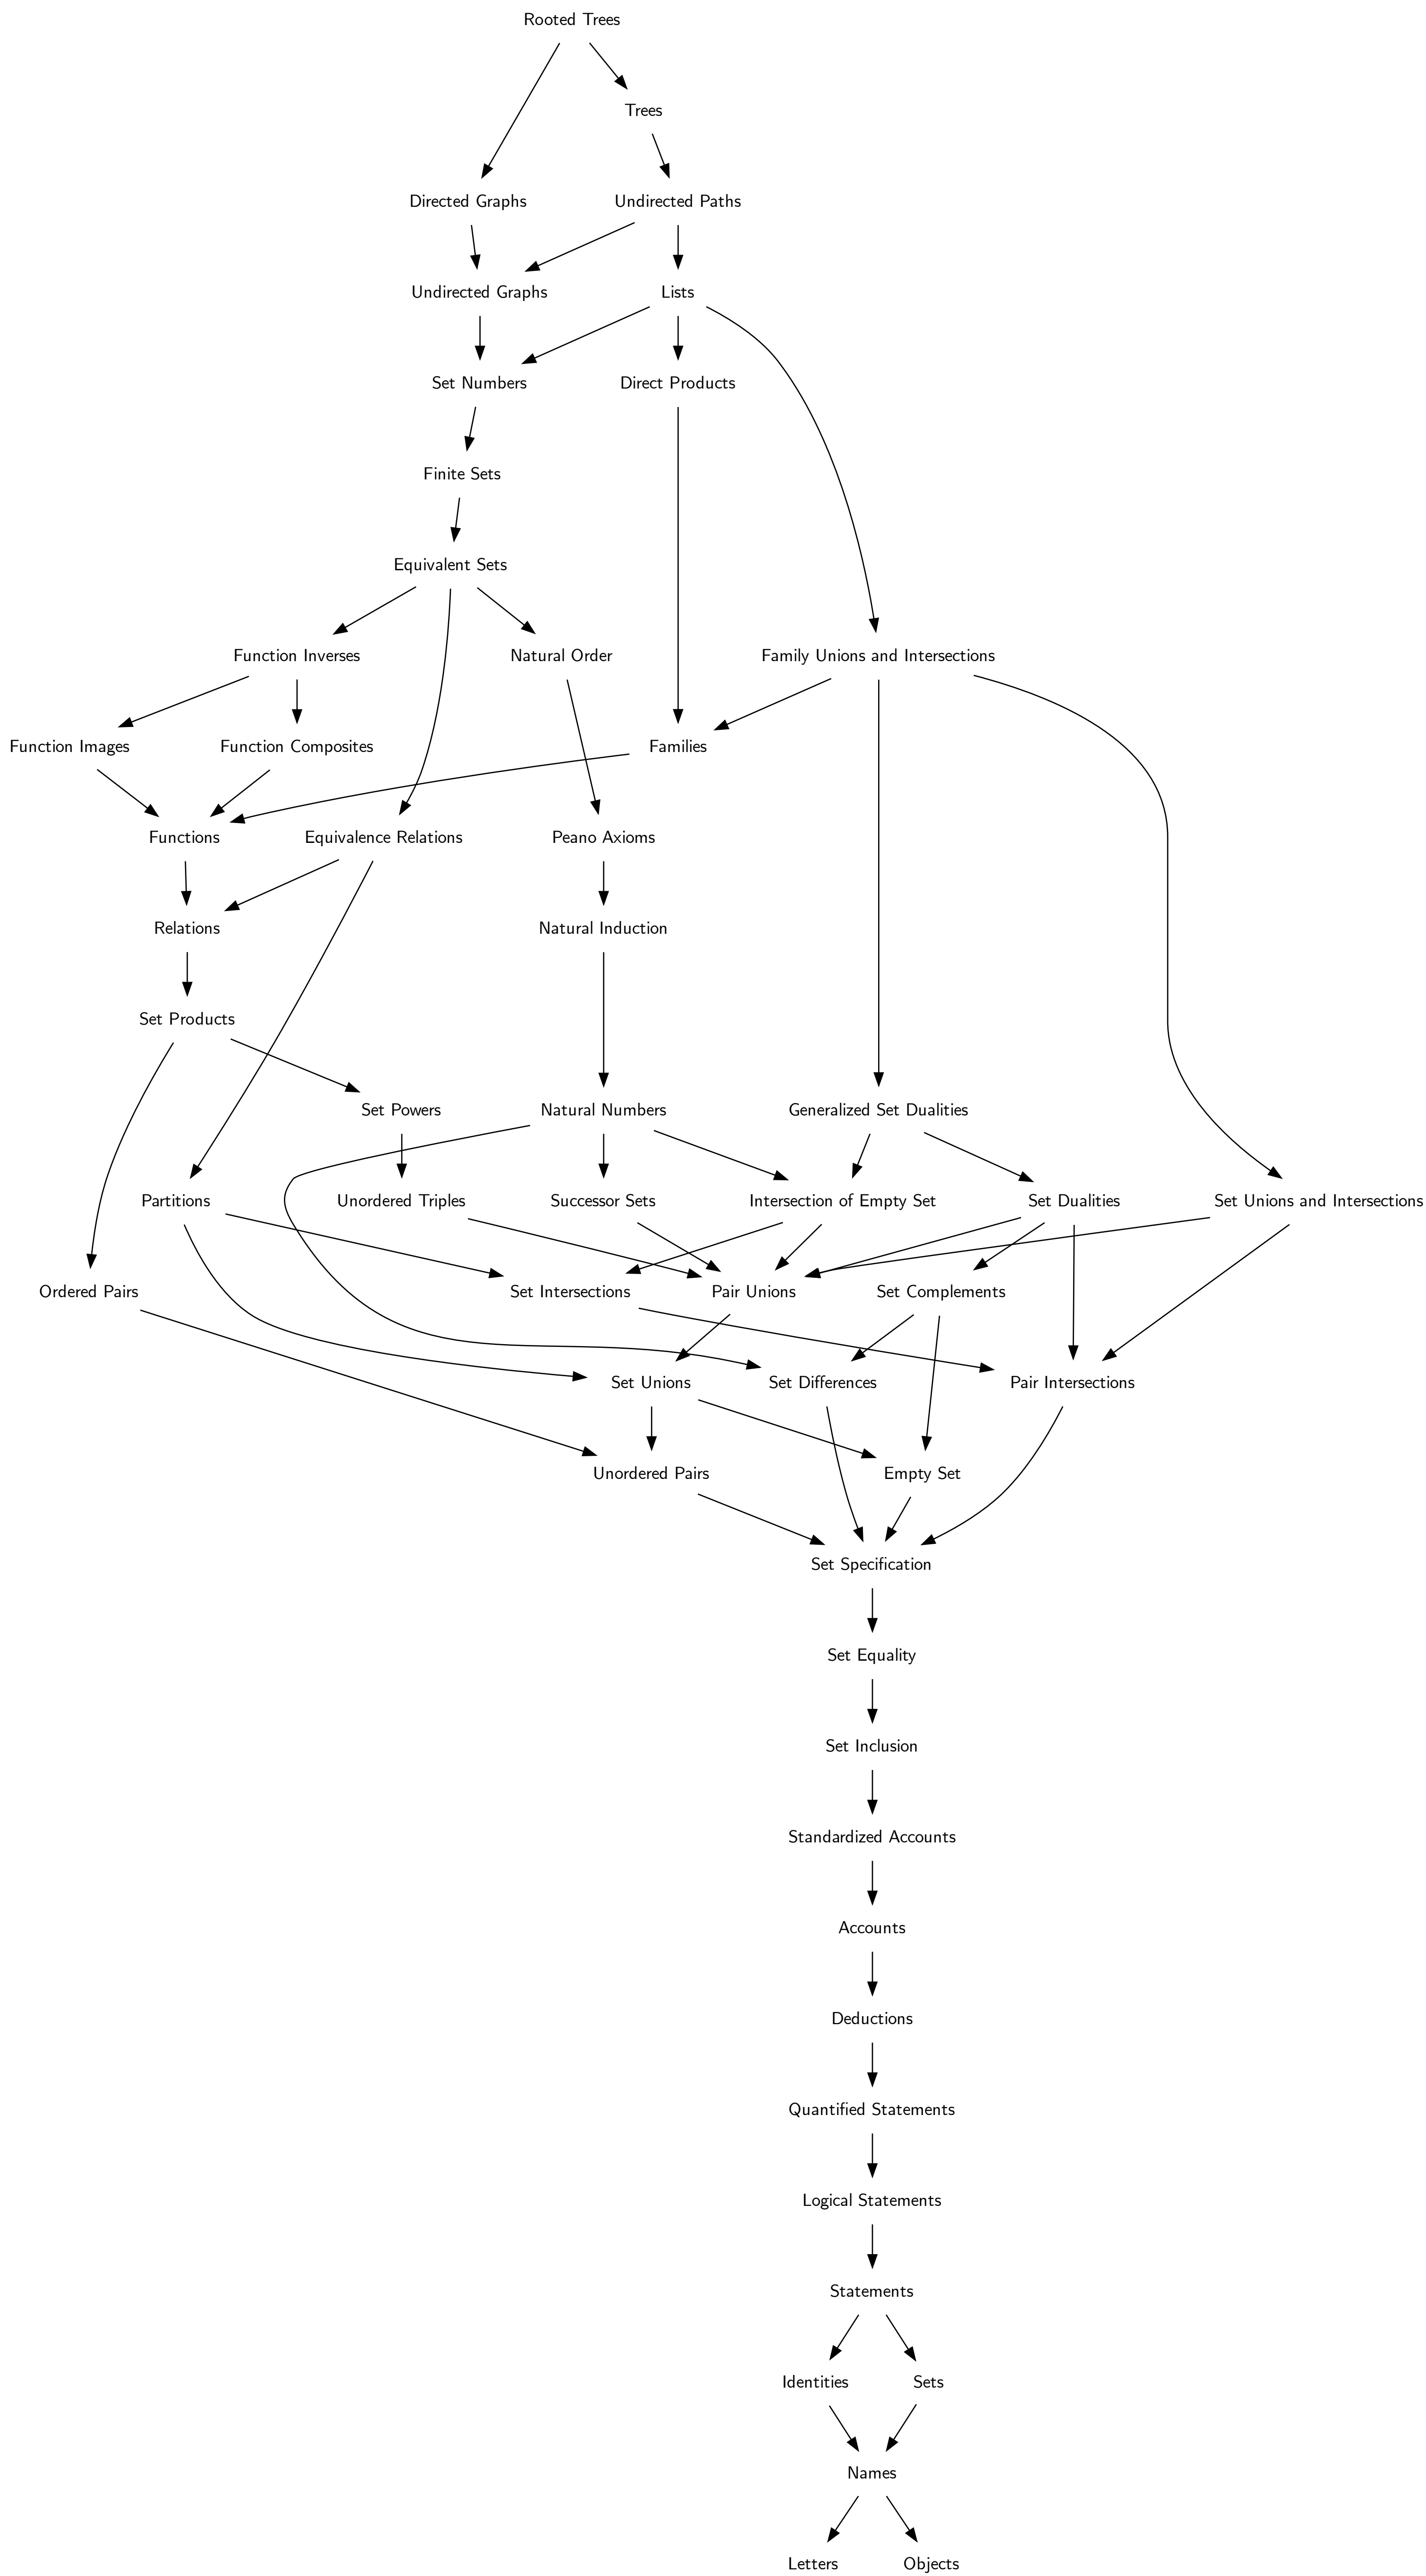 Rooted Trees
Trees
Directed Graphs
Undirected Paths
Undirected Graphs
Lists
Set Numbers
Direct Products
Finite Sets
Equivalent Sets
Function Inverses
Natural Order
Family Unions and Intersections
Function Images
Function Composites
Families
Functions
Equivalence Relations
Peano Axioms
Relations
Natural Induction
Set Products
Set Powers
Natural Numbers
Generalized Set Dualities
Partitions
Unordered Triples
Successor Sets
Intersection of Empty Set
Set Dualities
Set Unions and Intersections
Ordered Pairs
Set Intersections
Pair Unions
Set Complements
Set Unions
Set Differences
Pair Intersections
Unordered Pairs
Empty Set
Set Specification
Set Equality
Set Inclusion
Standardized Accounts
Accounts
Deductions
Quantified Statements
Logical Statements
Statements
Identities
Sets
Names
Letters
Objects